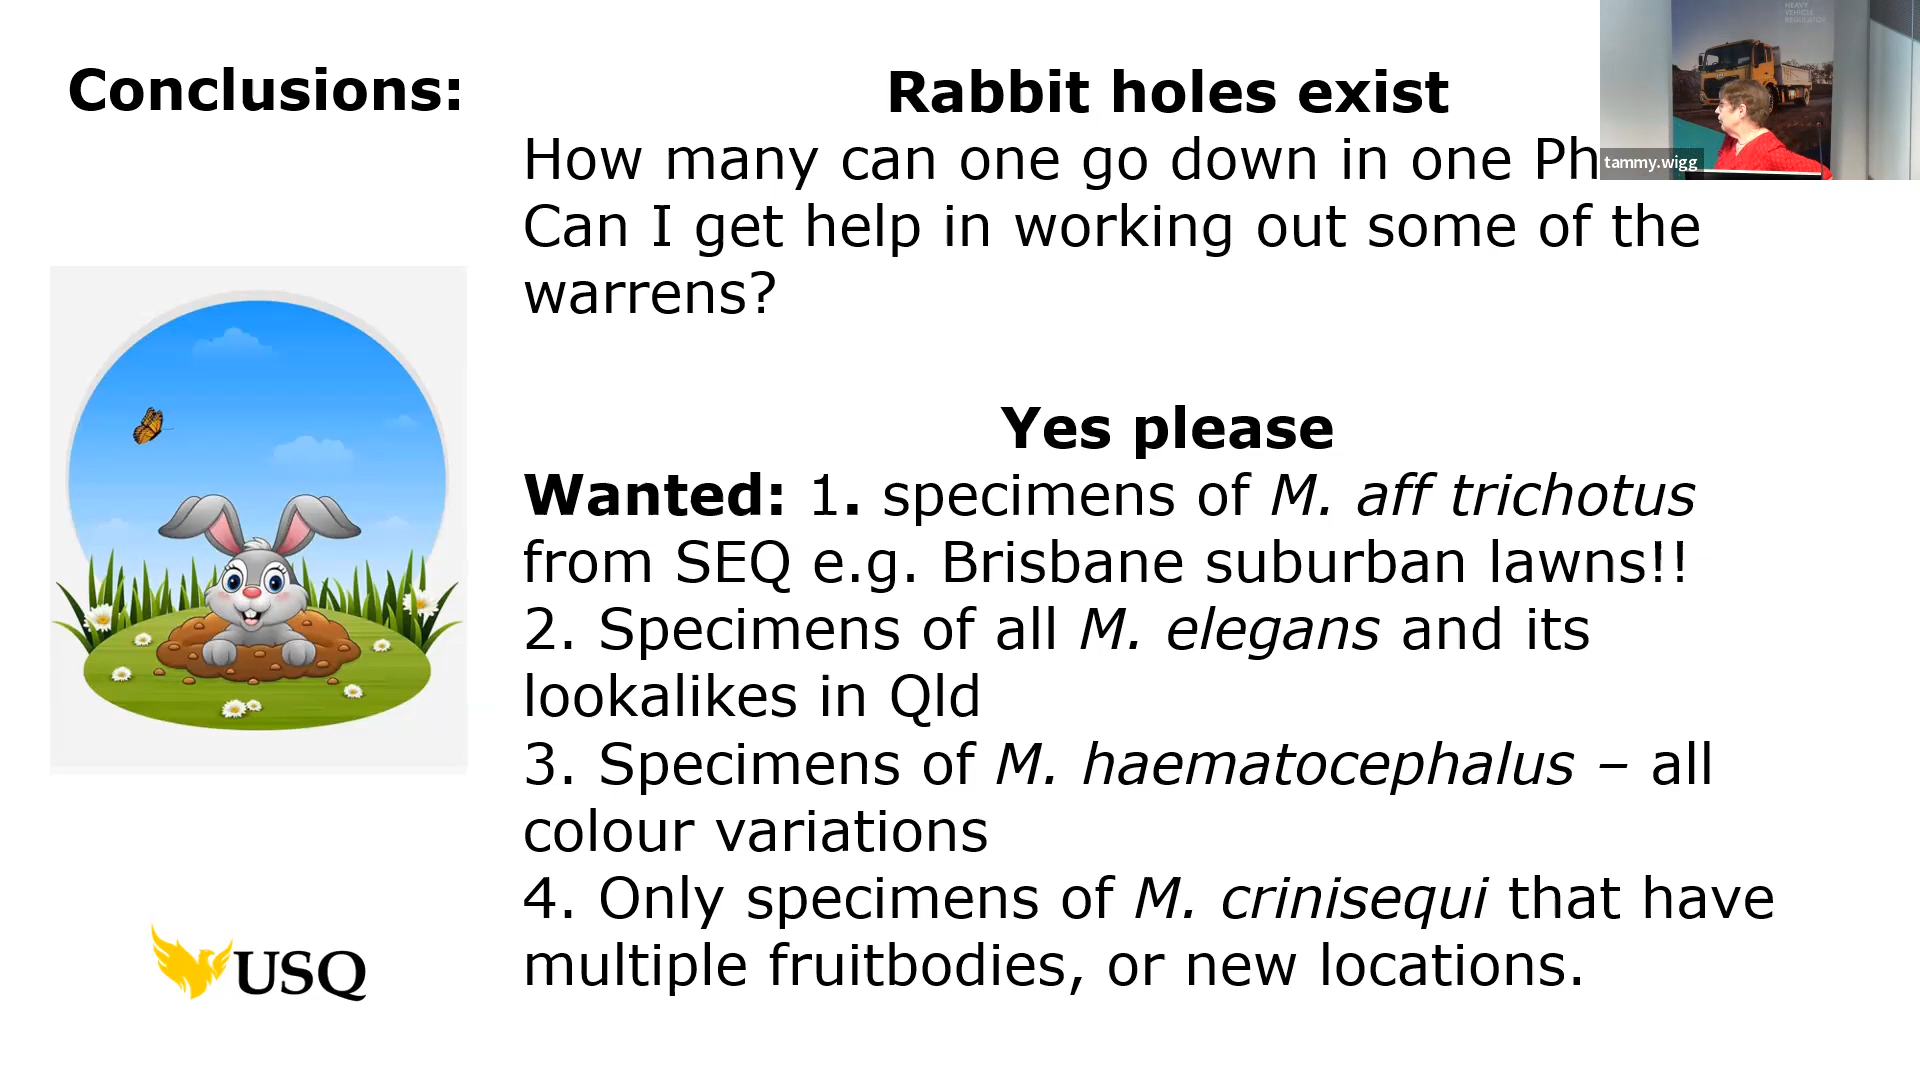 Conclusions:
Rabbit holes exist
How many can one go down in one Ph
Can I get help in working out some of the
warrens?
Yes please
Wanted: 1. specimens of M. aff trichotus
from SEQ e.g. Brisbane suburban lawns!!
2. Specimens of all M. elegans and its
lookalikes in Qld
3. Specimens of M. haematocephalus – all
colour variations
4. Only specimens of M. crinisequi that have
multiple fruitbodies, or new locations.
USQ
HEAVY
VEHICLE
REGULATOR
tammy.wigg